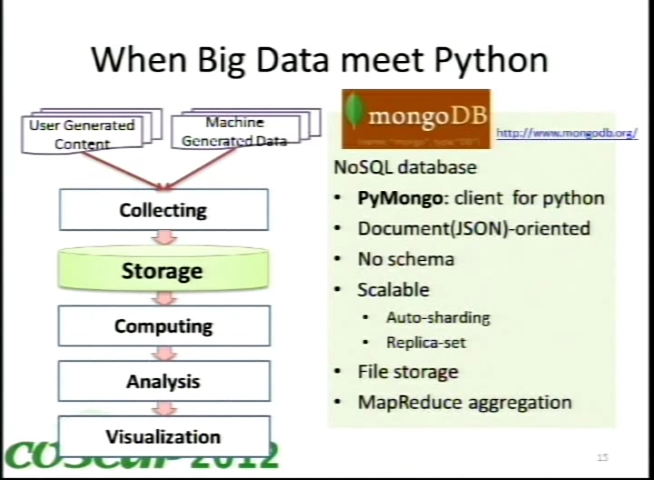 When Big Data meet Python
User Generated
Content
Machine
Generated Data
Collecting
Storage
Computing
Analysis
Visualization
mongoDB
http://www.mongodb.org/
NoSQL database
• PyMongo: client for python
• Document(JSON)-oriented
• No schema
• Scalable
• Auto-sharding
• Replica-set
• File storage
• MapReduce aggregation
2012
15